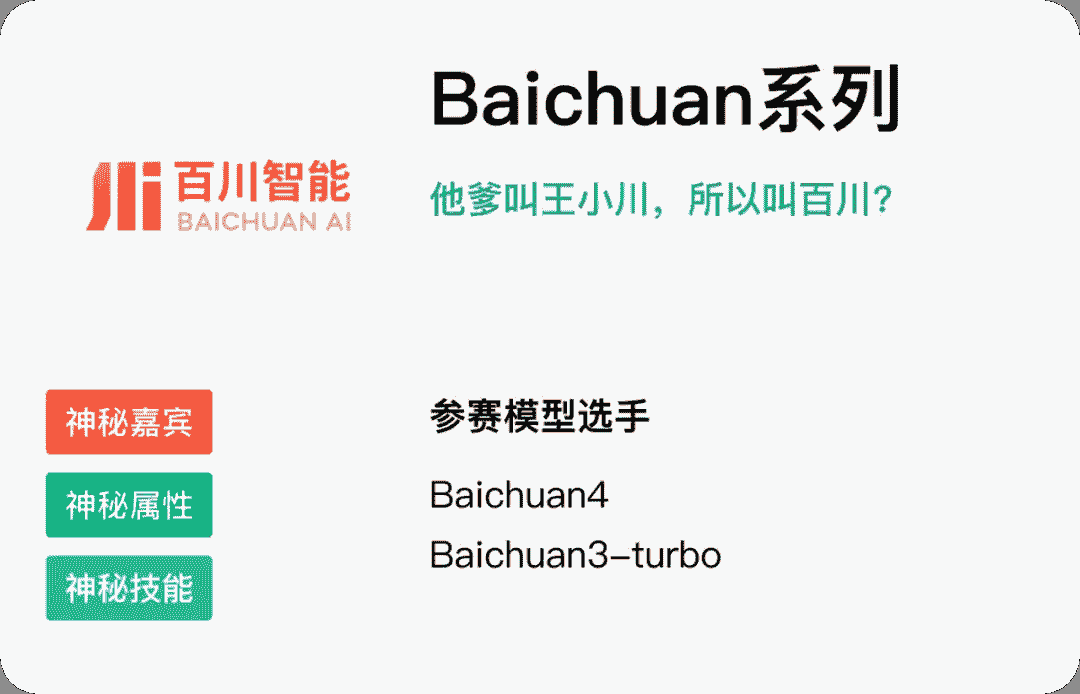 Baichuan系列
百川智能
BAICHUAN AI
他爹叫王小川，所以叫百川？
神秘嘉宾
神秘属性
神秘技能
参赛模型选手
Baichuan4
Baichuan3-turbo